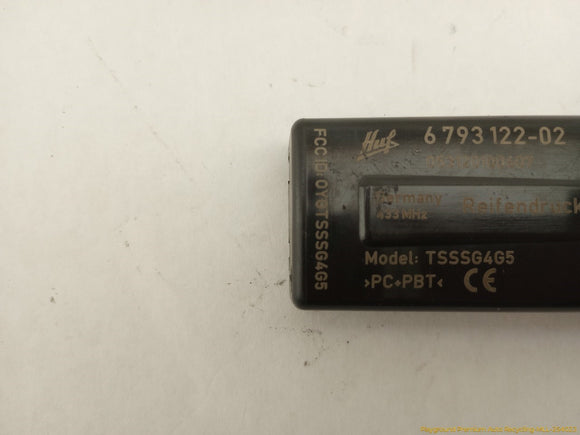 Huf 6 793 122-02
Germany
433 MHz
Reifendruck
Model: TSSSG4G5
>PC+PBT< CE
FCC ID: OYGTSSSG4G5